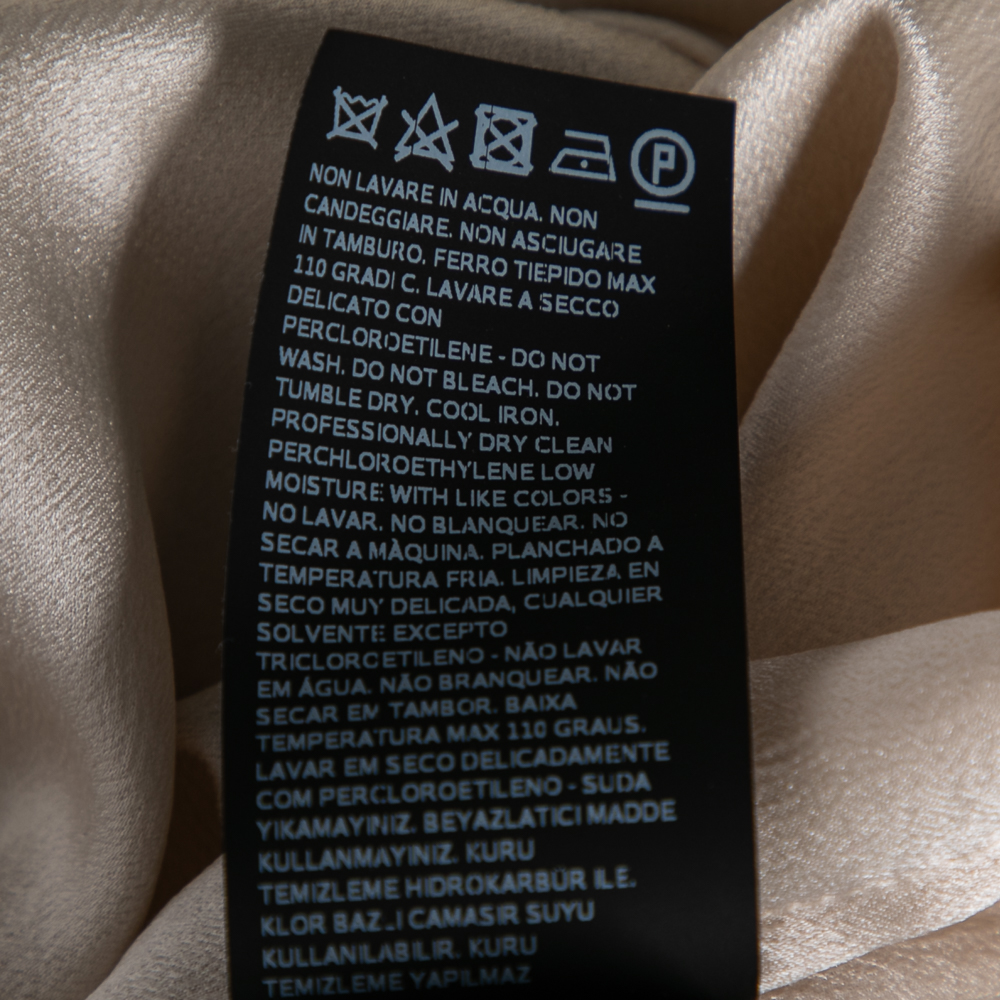 P
NON LAVARE IN ACQUA. NON
CANDEGGIARE. NON ASCIUGARE
IN TAMBURO. FERRO TIEPIDO MAX
110 GRADI C. LAVARE A SECCO
DELICATO CON
PERCLOROETILENE - DO NOT
WASH. DO NOT BLEACH. DO NOT
TUMBLE DRY. COOL IRON.
PROFESSIONALLY DRY CLEAN
PERCHLOROETHYLENE LOW
MOISTURE WITH LIKE COLORS -
NO LAVAR. NO BLANQUEAR. NO
SECAR A MÀQUINA. PLANCHADO A
TEMPERATURA FRIA. LIMPIEZA EN
SECO MUY DELICADA, CUALQUIER
SOLVENTE EXCEPTO
TRICLOROETILENO - NÃO LAVAR
EM ÁGUA. NÃO BRANQUEAR. NÃO
SECAR EM TAMBOR. BAIXA
TEMPERATURA MAX 110 GRAUS.
LAVAR EM SECO DELICADAMENTE
COM PERCLOROETILENO - SUDA
YIKAMAYINIZ. BEYAZLATICI MADDE
KULLANMAYINIZ. KURU
TEMIZLEME HIDROKARBÜR ILE.
KLOR BAZ.I CAMASIR SUYU
KULLANILABILIR. KURU
TEMIZLEME YAPILMAZ